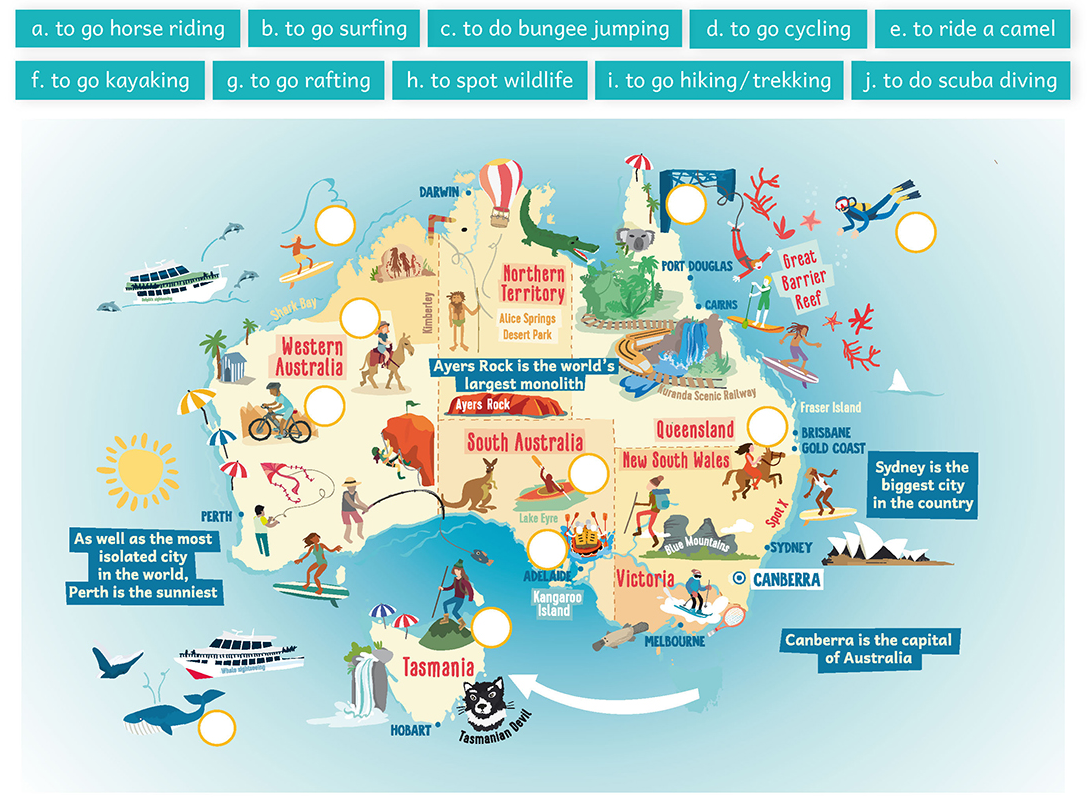 a. to go horse riding
b. to go surfing
c. to do bungee jumping
d. to go cycling
e. to ride a camel
f. to go kayaking
g. to go rafting
h. to spot wildlife
i. to go hiking/trekking
j. to do scuba diving
DARWIN
PORT DOUGLAS
Great
Barrier
Reef
Northern
Territory
Dolphin sightseeing
Shark Bay
Kimberley
Alice Springs
Desert Park
CAIRNS
Western
Australia
Ayers Rock is the world's
largest monolith
Ayers Rock
Kuranda Scenic Railway
Fraser Island
Queensland
BRISBANE
GOLD COAST
South Australia
New South Wales
Sydney is the
biggest city
in the country
PERTH
Lake Eyre
Spot X
As well as the most
isolated city
in the world,
Perth is the sunniest
Blue Mountains
SYDNEY
ADELAIDE
Victoria
CANBERRA
Kangaroo
Island
MELBOURNE
Canberra is the capital
of Australia
Whale sightseeing
Tasmania
HOBART
Tasmanian Devil